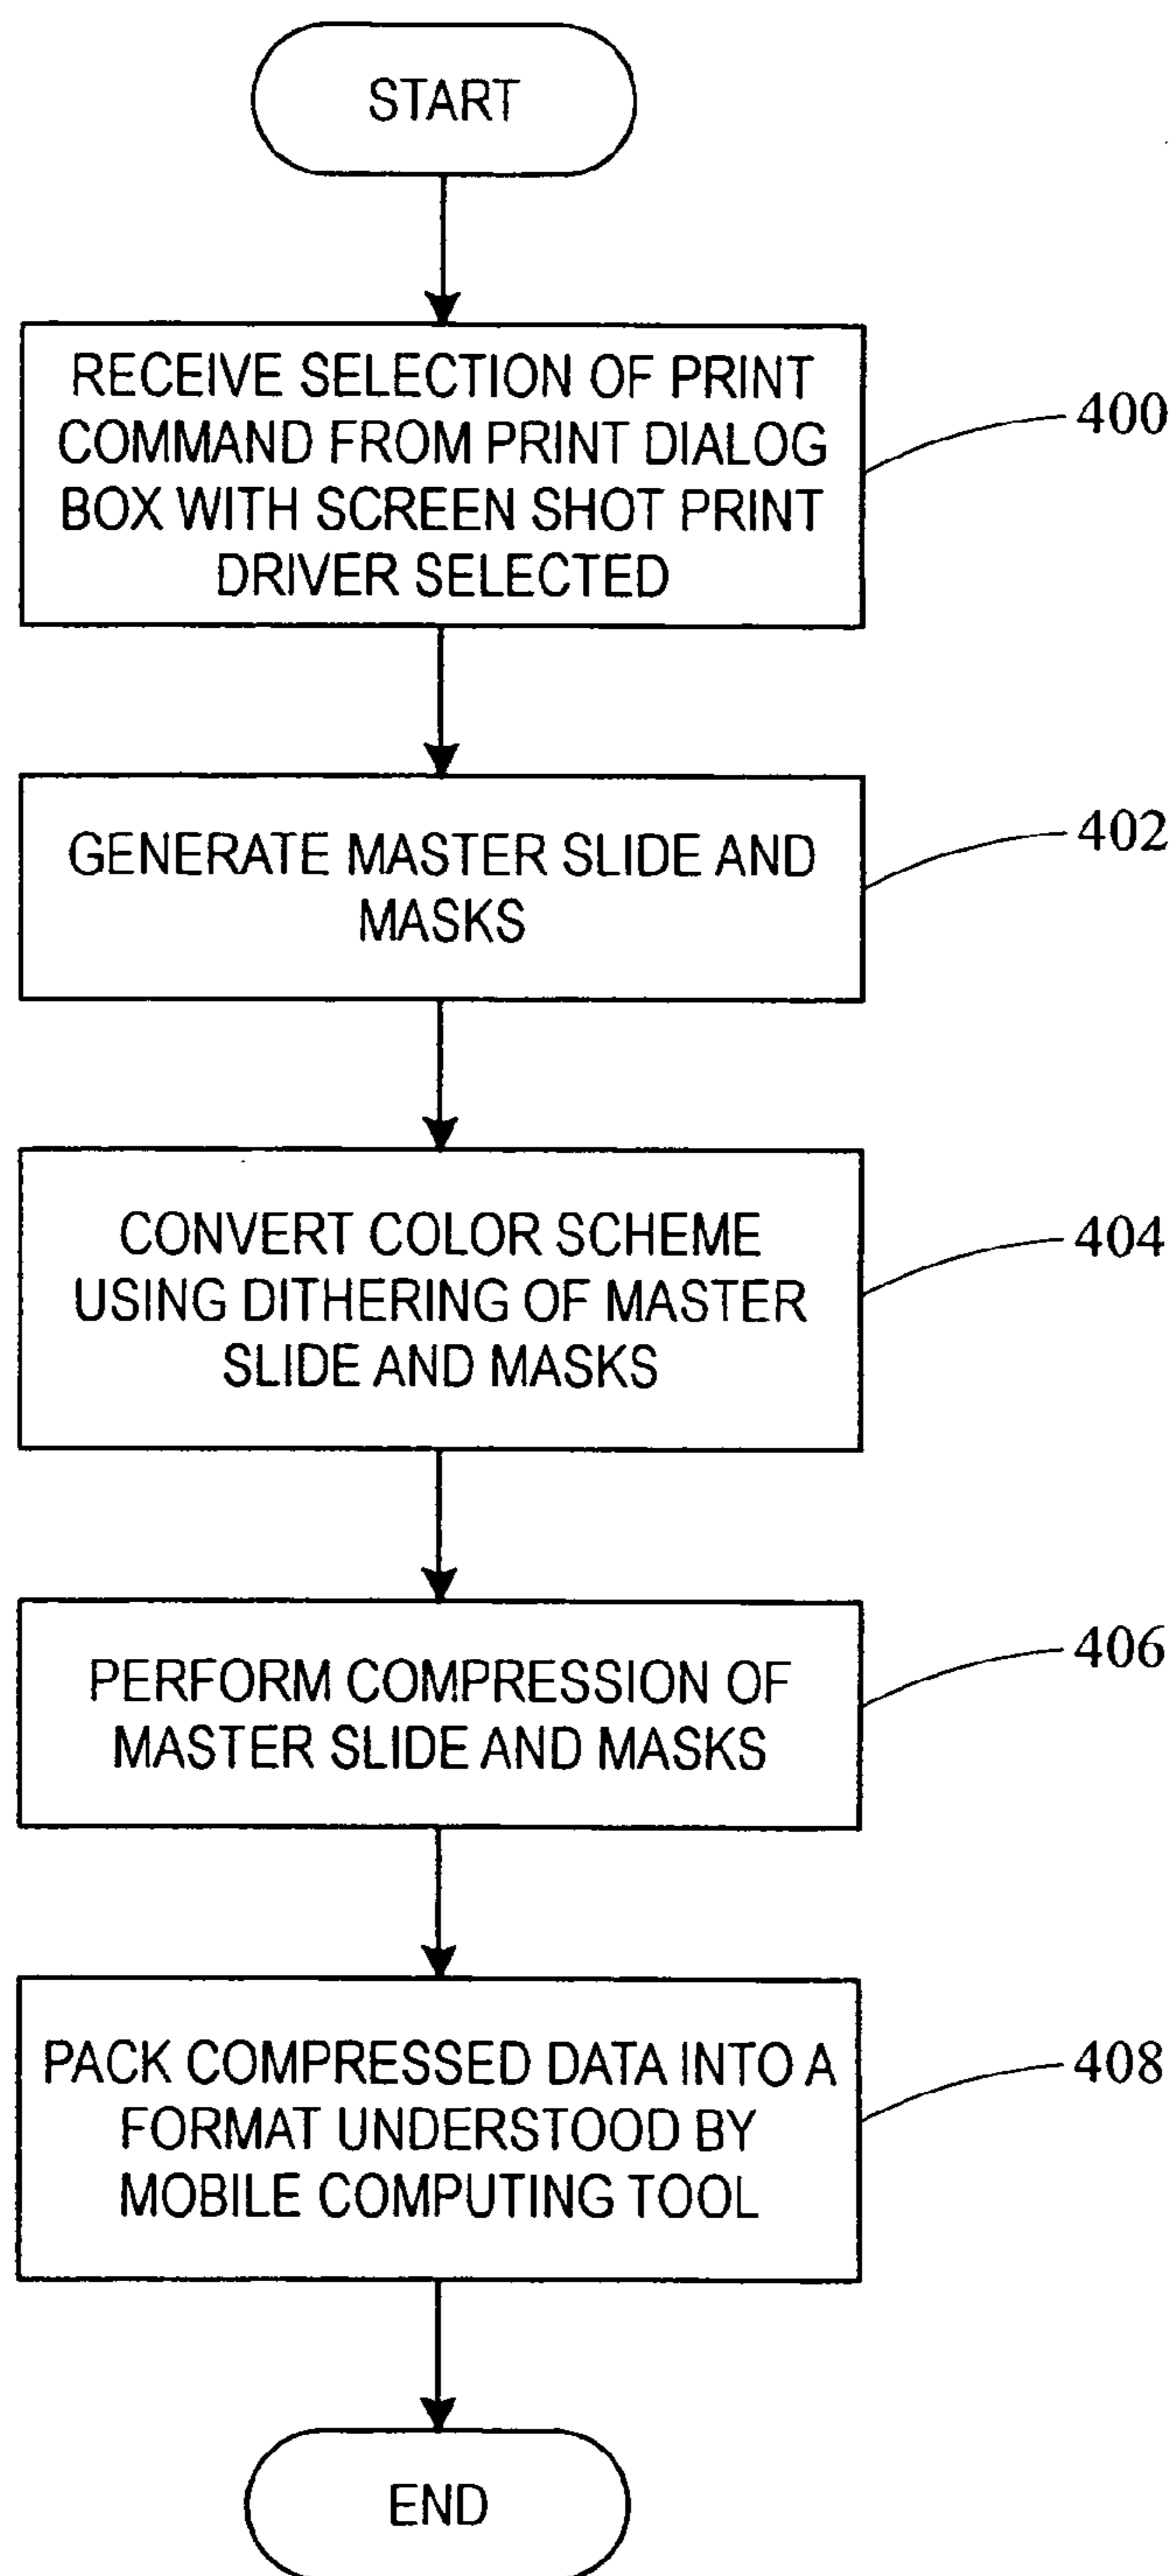 START
RECEIVE SELECTION OF PRINT
COMMAND FROM PRINT DIALOG
BOX WITH SCREEN SHOT PRINT
DRIVER SELECTED
400
GENERATE MASTER SLIDE AND
MASKS
402
CONVERT COLOR SCHEME
USING DITHERING OF MASTER
SLIDE AND MASKS
404
PERFORM COMPRESSION OF
MASTER SLIDE AND MASKS
406
PACK COMPRESSED DATA INTO A
FORMAT UNDERSTOOD BY
MOBILE COMPUTING TOOL
408
END